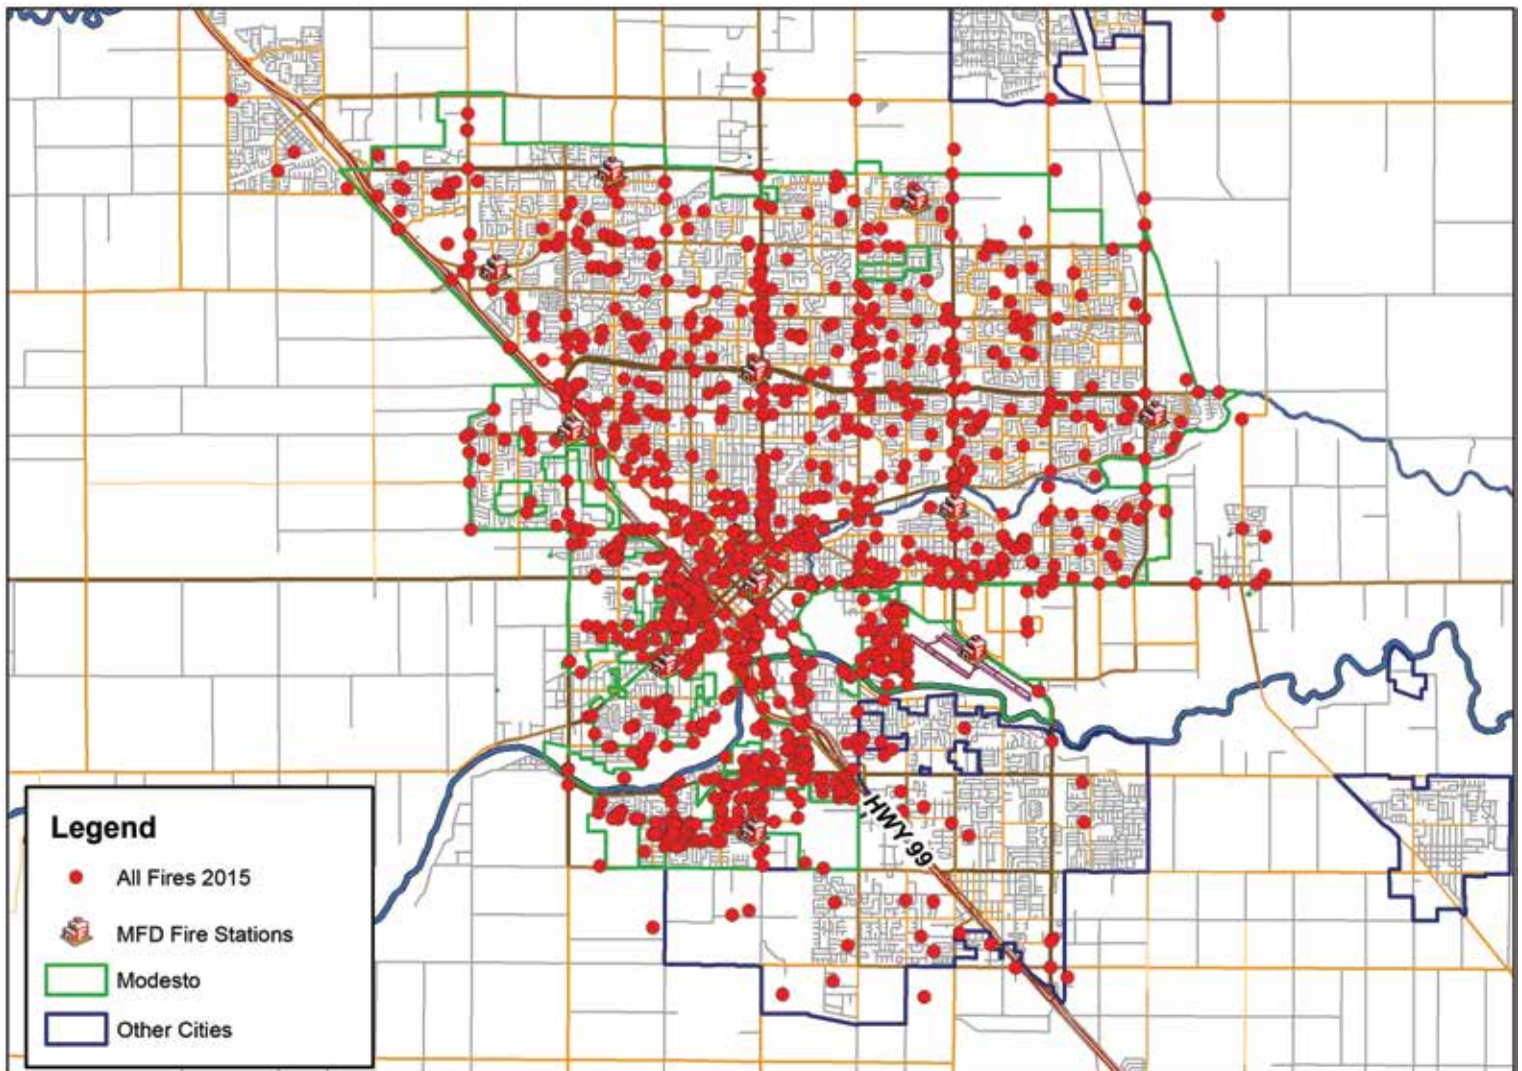 HWY 99
Legend
All Fires 2015
MFD Fire Stations
Modesto
Other Cities